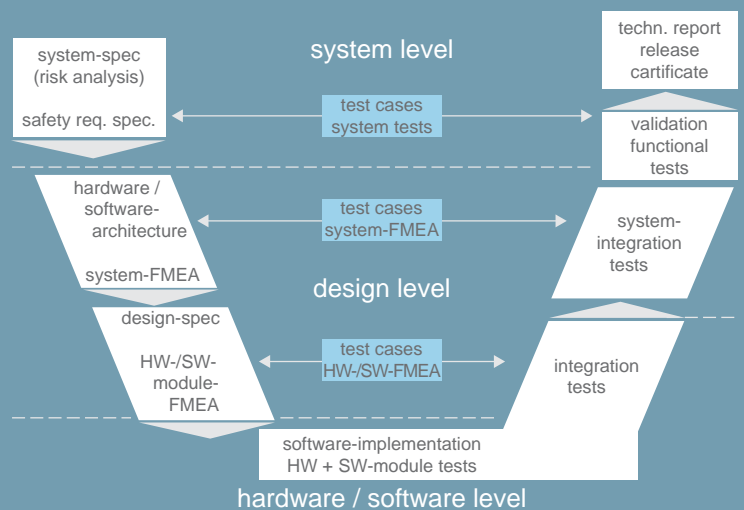 system-spec
(risk analysis)
safety req. spec.
system level
techn. report
release
cartificate
test cases
system tests
validation
functional
tests
hardware /
software-
architecture
system-FMEA
test cases
system-FMEA
system-
integration
tests
design level
design-spec
HW-/SW-
module-
FMEA
test cases
HW-/SW-FMEA
integration
tests
software-implementation
HW + SW-module tests
hardware / software level